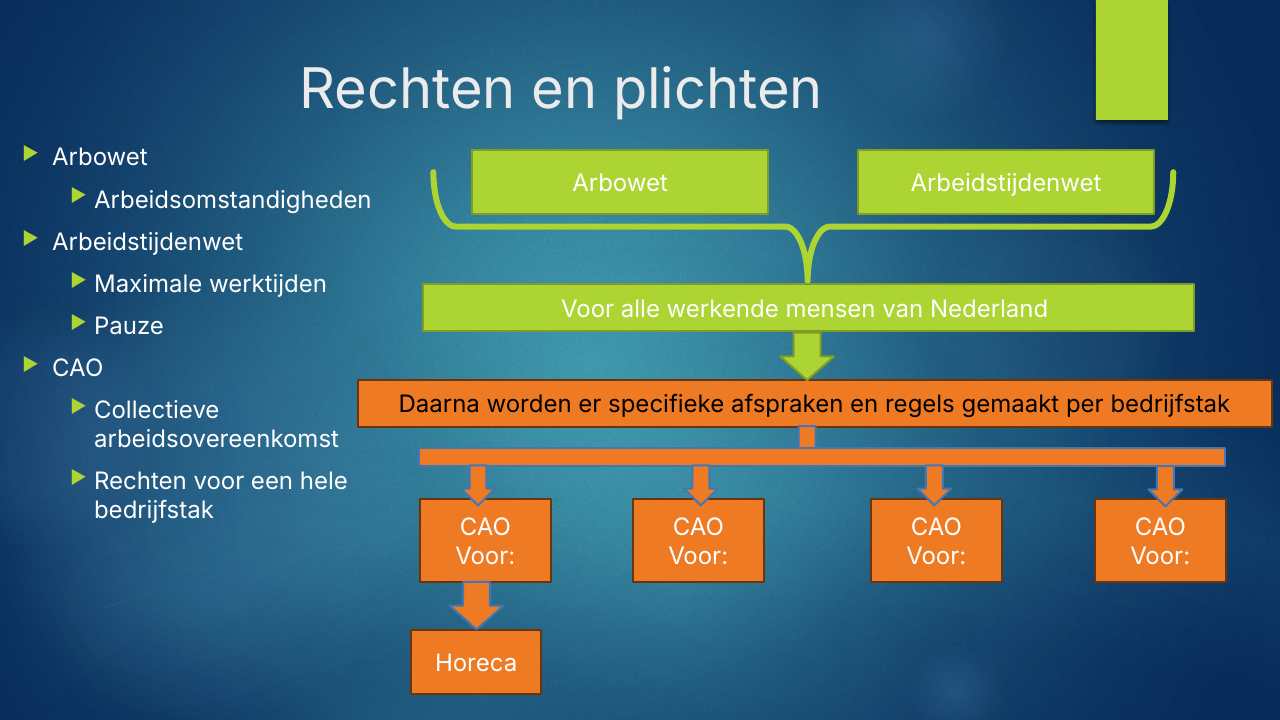 Rechten en plichten
Arbowet
Arbeidsomstandigheden
Arbeidstijdenwet
Maximale werktijden
Pauze
CAO
Collectieve
arbeidsovereenkomst
Rechten voor een hele
bedrijfstak
Arbowet
Arbeidstijdenwet
Voor alle werkende mensen van Nederland
Daarna worden er specifieke afspraken en regels gemaakt per bedrijfstak
CAO
Voor:
CAO
Voor:
CAO
Voor:
CAO
Voor:
Horeca